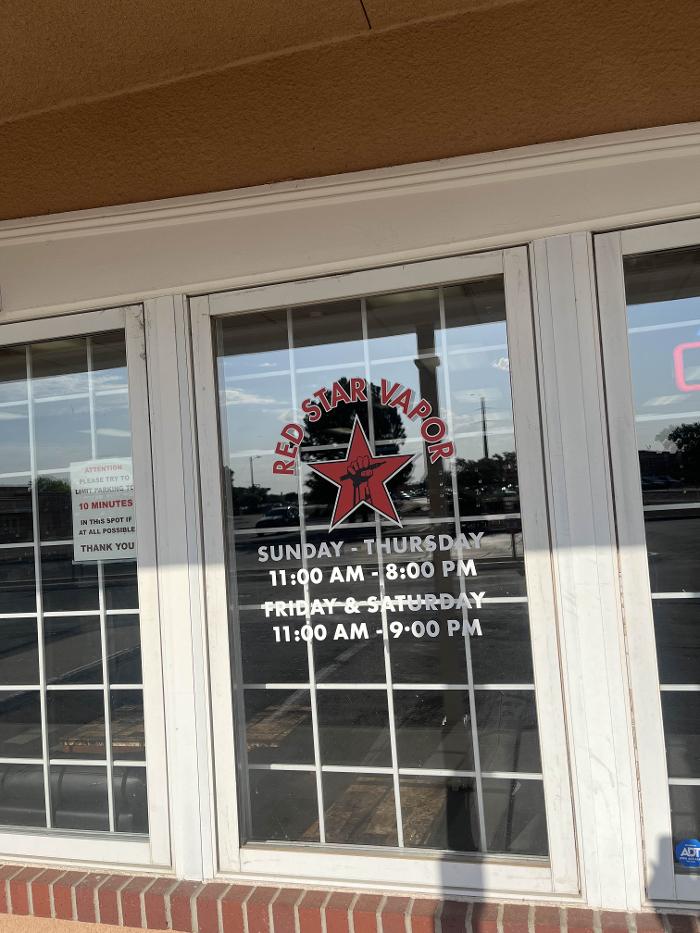 ATTENTION
PLEASE TRY TO
LIMIT PARKING TO
10 MINUTES
IN THIS SPOT IF
AT ALL POSSIBLE
THANK YOU
RED STAR VAPOR
SUNDAY - THURSDAY
11:00 AM - 8:00 PM
FRIDAY & SATURDAY
11:00 AM - 9:00 PM
ADT